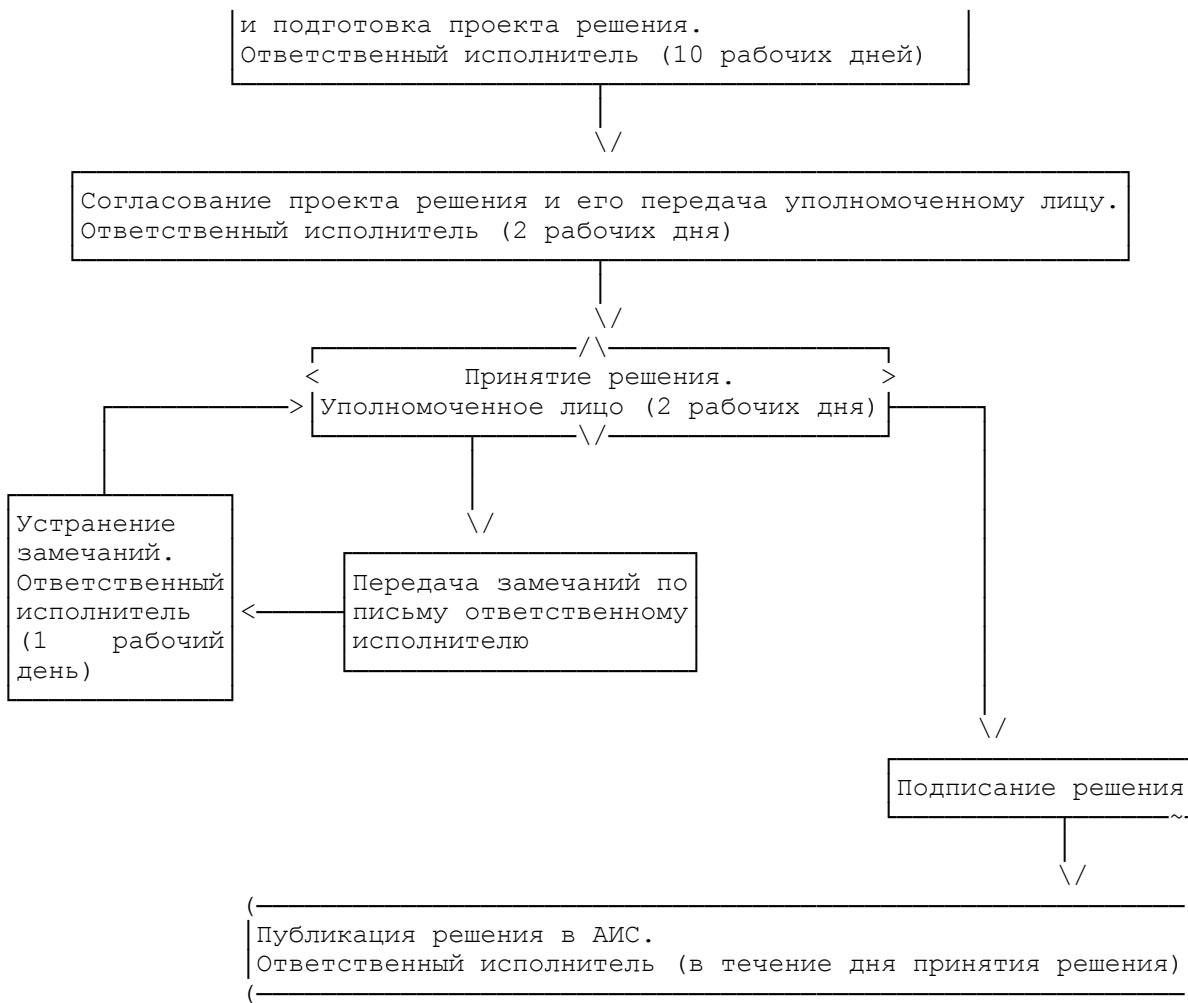 и подготовка проекта решения.
Ответственный исполнитель (10 рабочих дней)
Согласование проекта решения и его передача уполномоченному лицу.
Ответственный исполнитель (2 рабочих дня)
Принятие решения.
Уполномоченное лицо (2 рабочих дня)
Устранение
замечаний.
Ответственный
исполнитель
(1 рабочий
день)
Передача замечаний по
письму ответственному
исполнителю
Подписание решения
Публикация решения в АИС.
Ответственный исполнитель (в течение дня принятия решения)